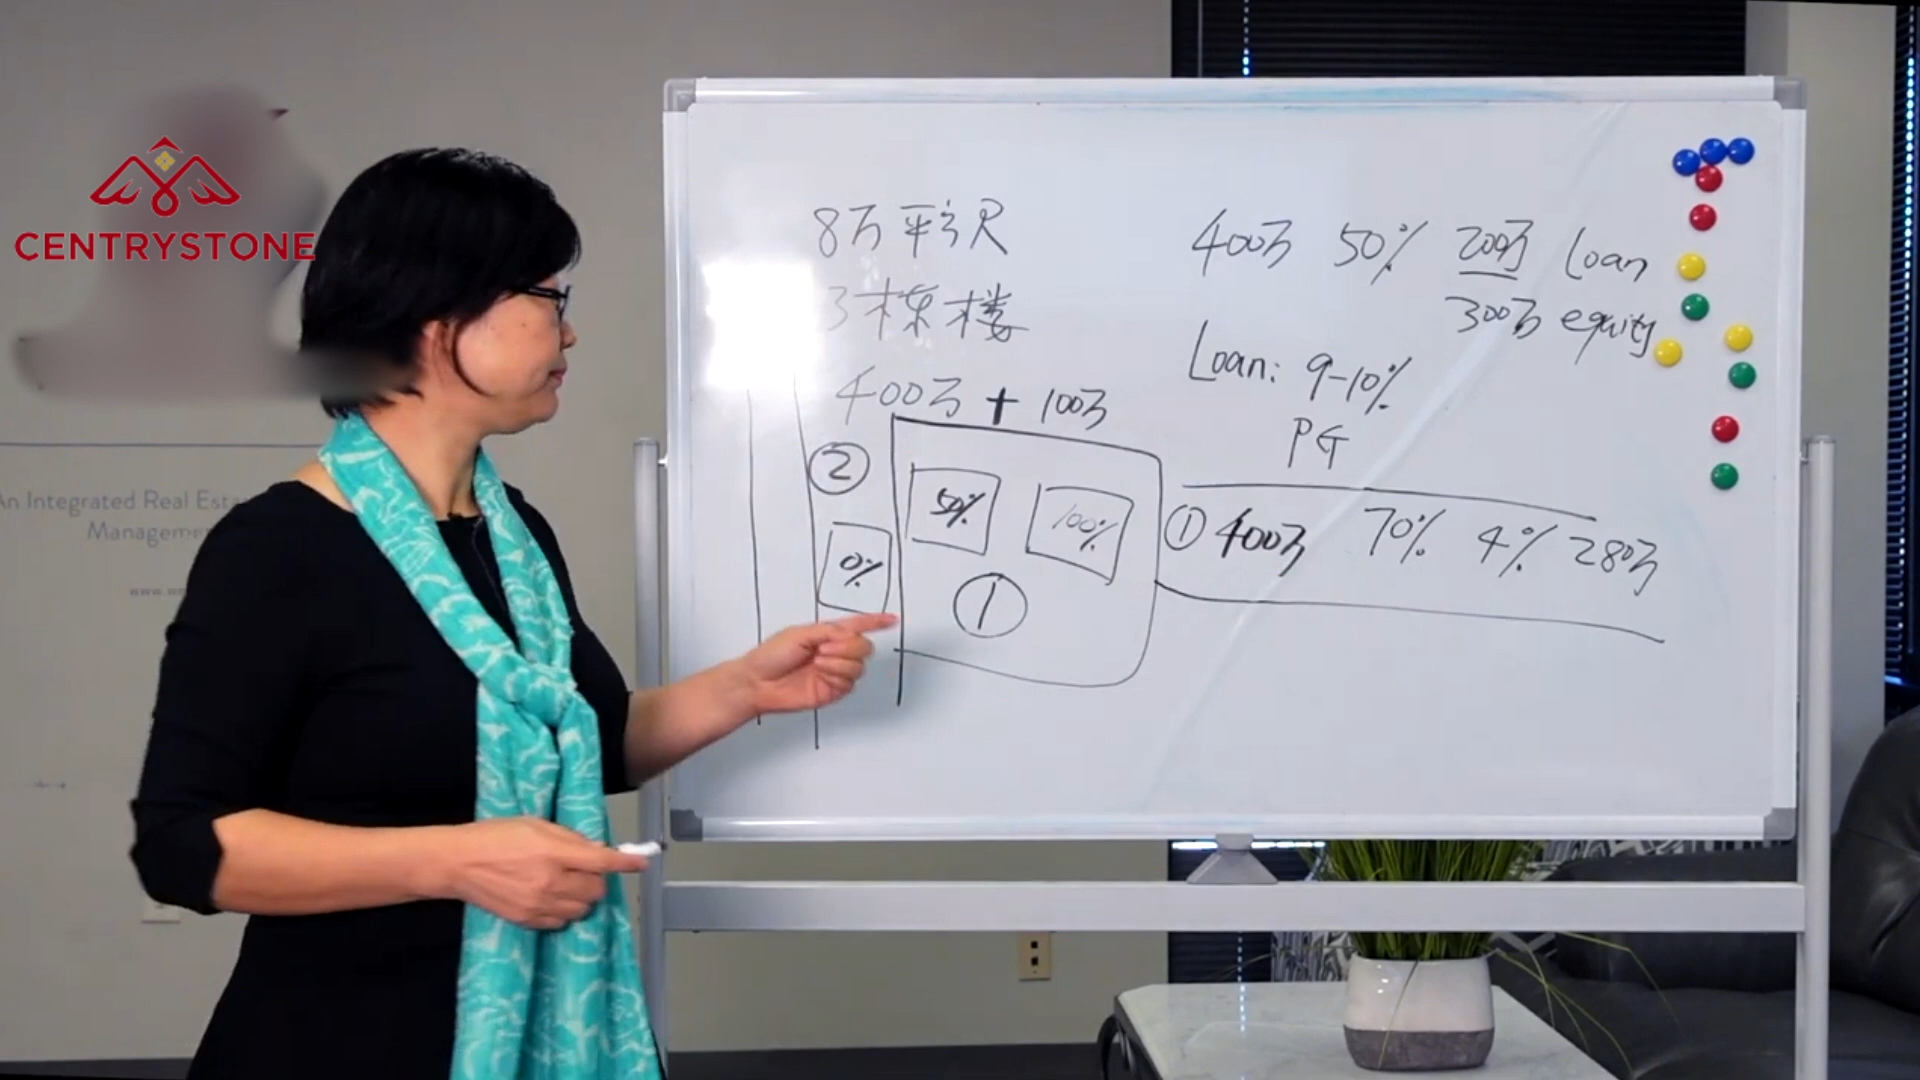 CENTRYSTONE
An Integrated Real Esta
Managemen
www.w
8万平方尺
3栋楼
400万 + 100万
②
50%
100%
0%
①
400万 50% 200万 Loan
300万 equity
Loan: 9-10%
PG
① 400万 70% 4% 280万